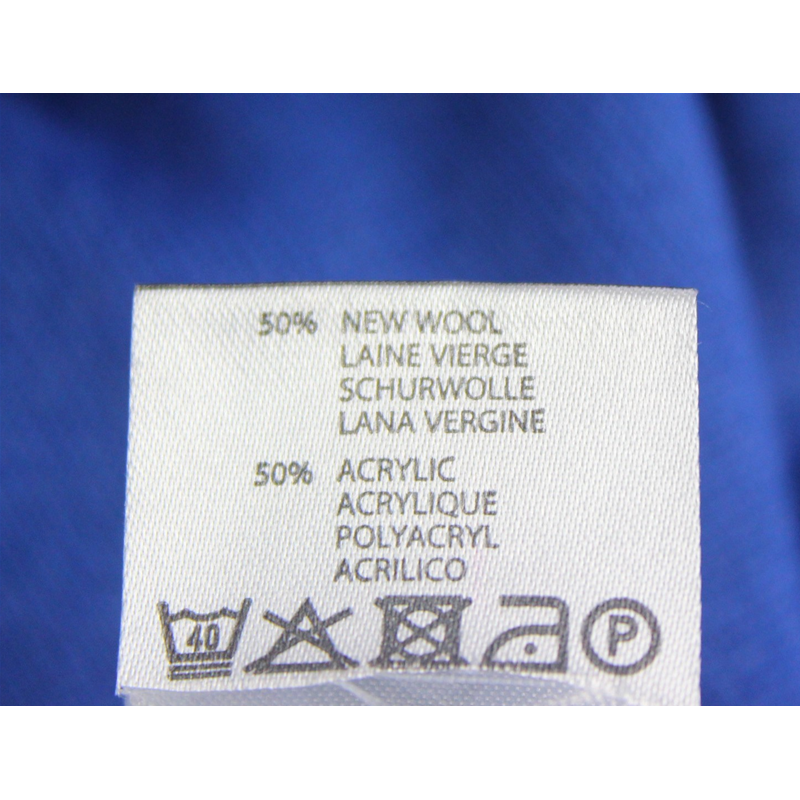 50% NEW WOOL
LAINE VIERGE
SCHURWOLLE
LANA VERGINE
50% ACRYLIC
ACRYLIQUE
POLYACRYL
ACRILICO
40 P